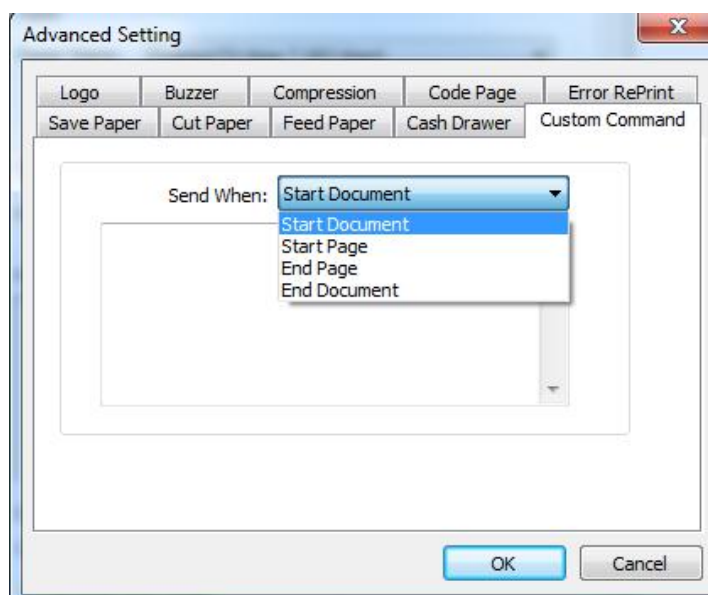 Advanced Setting
Logo Buzzer Compression Code Page Error RePrint
Save Paper Cut Paper Feed Paper Cash Drawer Custom Command
Send When: Start Document
Start Document
Start Page
End Page
End Document
OK Cancel